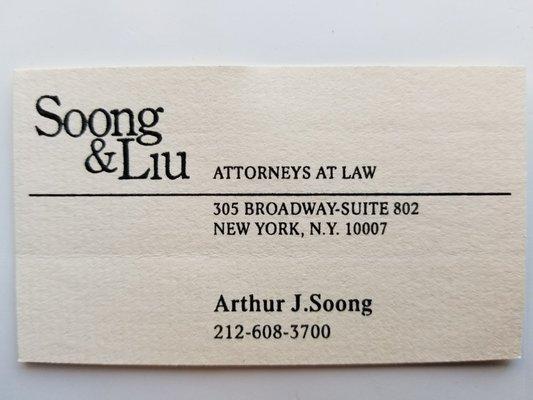 Soong
&Liu
ATTORNEYS AT LAW
305 BROADWAY-SUITE 802
NEW YORK, N.Y. 10007
Arthur J.Soong
212-608-3700